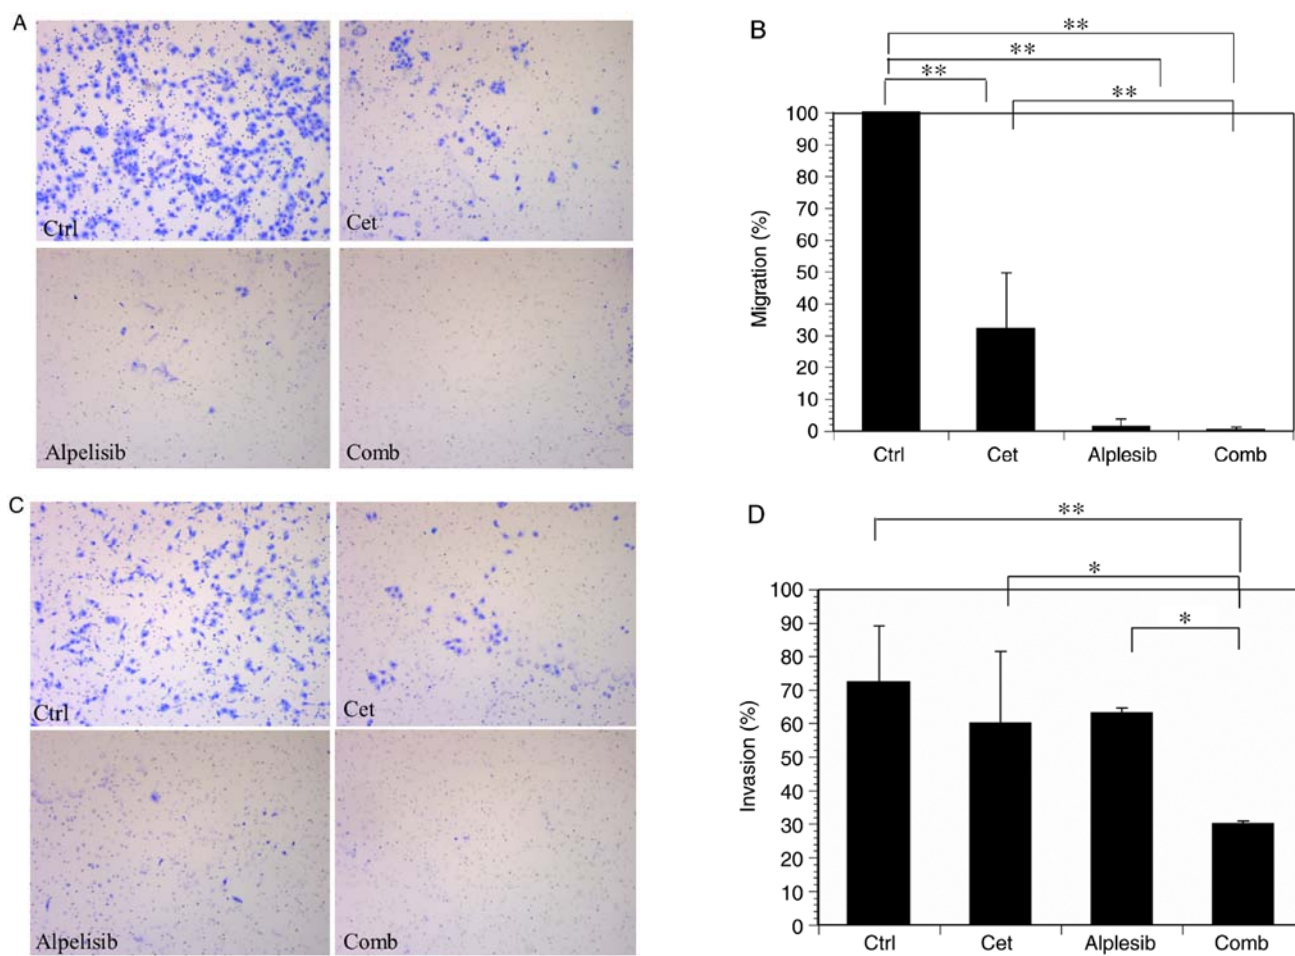 A
Ctrl
Cet
Alpelisib
Comb
B
**
**
**
**
Migration (%)
100
90
80
70
60
50
40
30
20
10
0
Ctrl
Cet
Alplesib
Comb
C
Ctrl
Cet
Alpelisib
Comb
D
**
*
*
Invasion (%)
100
90
80
70
60
50
40
30
20
10
0
Ctrl
Cet
Alplesib
Comb